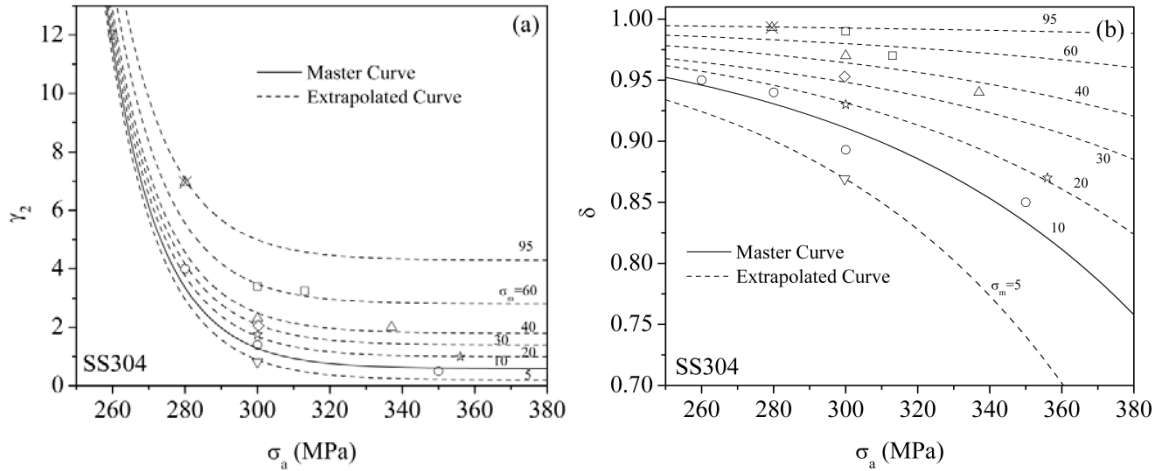 (a)
12
10
8
6
4
2
0
γ₂
Master Curve
Extrapolated Curve
95
σₘ=60
40
30
20
10
5
SS304
260 280 300 320 340 360 380
σₐ (MPa)
(b)
1.00
0.95
0.90
0.85
0.80
0.75
0.70
δ
95
60
40
30
20
10
σₘ=5
Master Curve
Extrapolated Curve
SS304
260 280 300 320 340 360 380
σₐ (MPa)